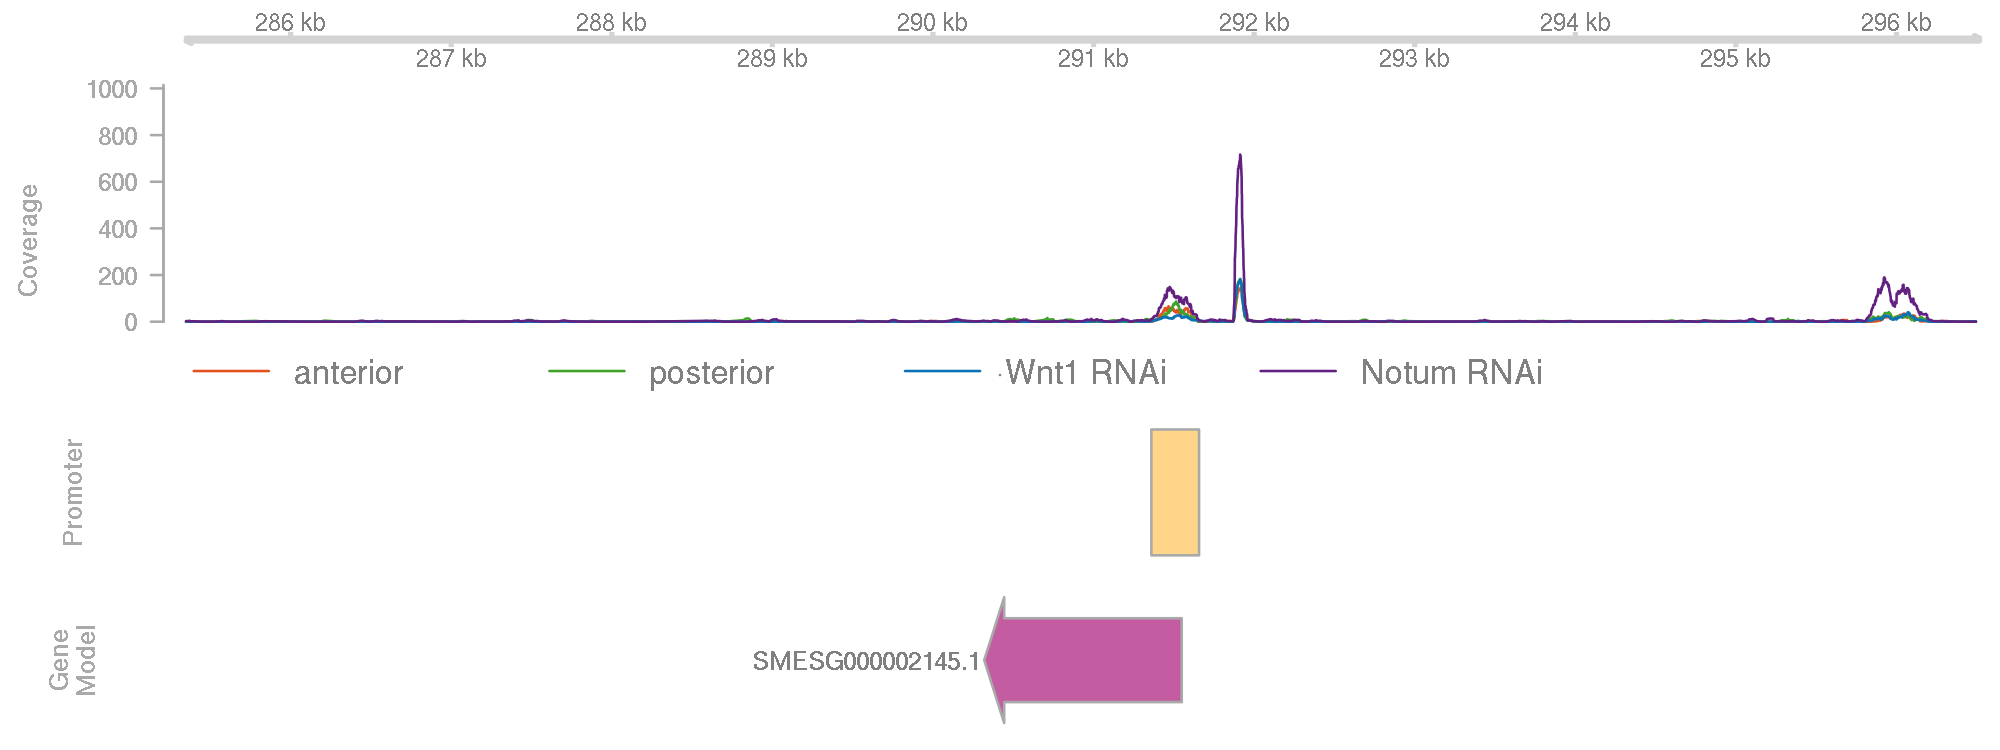 286 kb 288 kb 290 kb 292 kb 294 kb 296 kb
287 kb 289 kb 291 kb 293 kb 295 kb
1000
800
600
400
200
0
Coverage
anterior posterior Wnt1 RNAi Notum RNAi
Promoter
Gene
Model
SMESG000002145.1